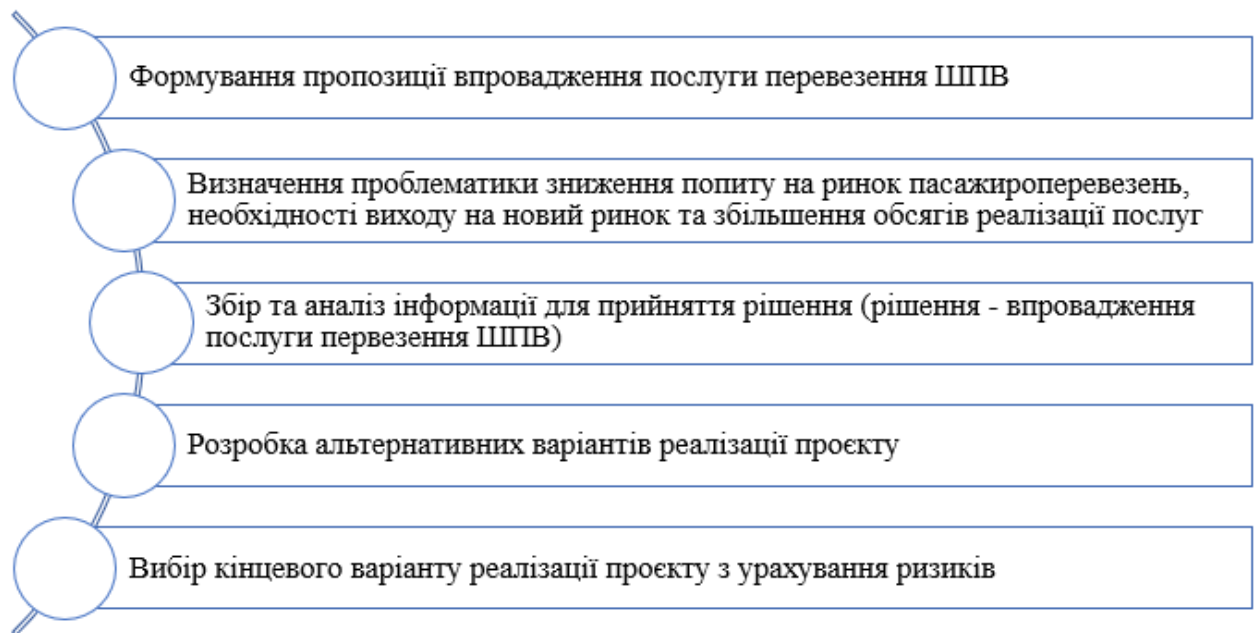 Формування пропозиції впровадження послуги перевезення ШПВ
Визначення проблематики зниження попиту на ринок пасажироперевезень,
необхідності виходу на новий ринок та збільшення обсягів реалізації послуг
Збір та аналіз інформації для прийняття рішення (рішення - впровадження
послуги первезення ШПВ)
Розробка альтернативних варіантів реалізації проєкту
Вибір кінцевого варіанту реалізації проєкту з урахування ризиків